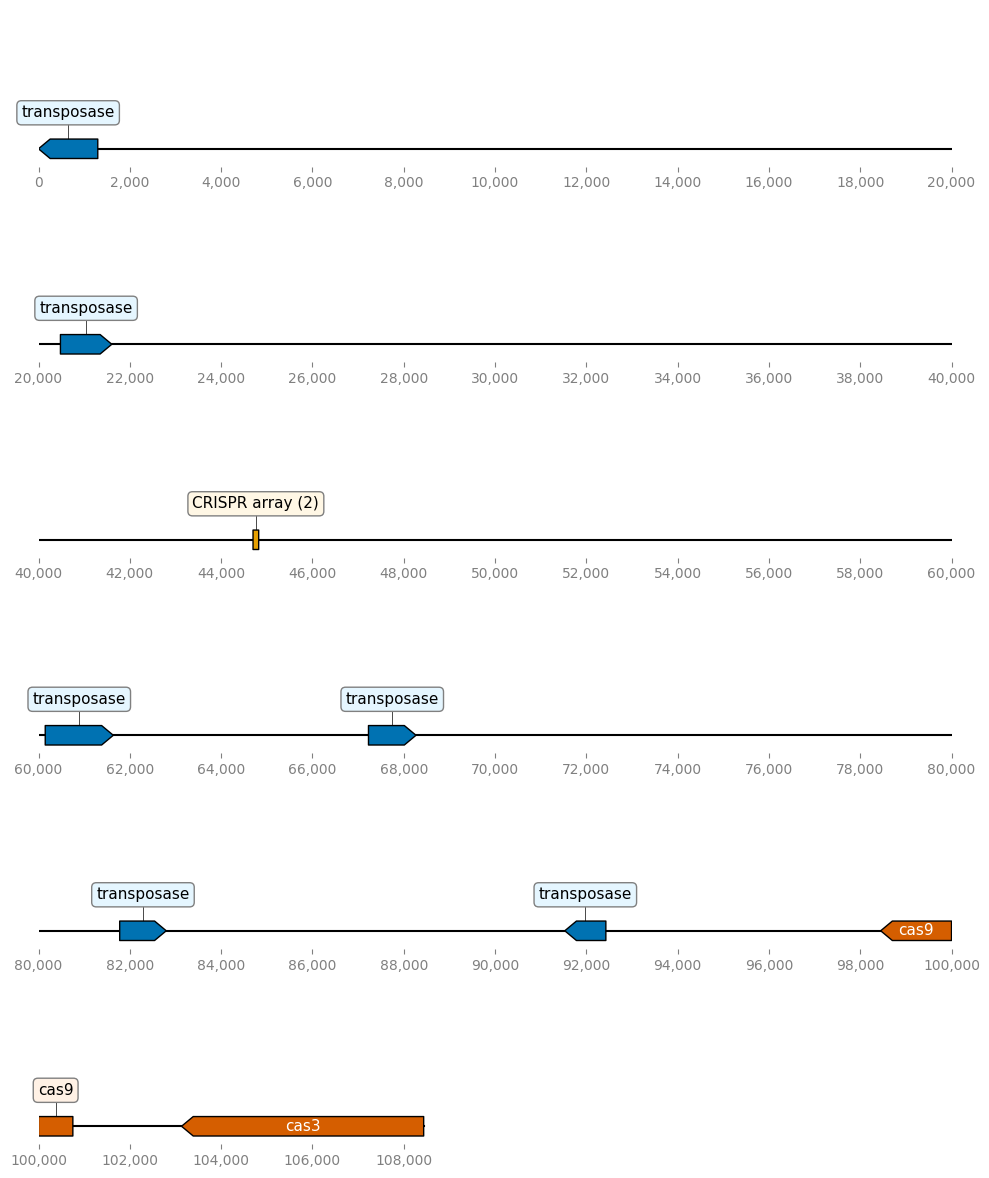 transposase
0 2,000 4,000 6,000 8,000 10,000 12,000 14,000 16,000 18,000 20,000
transposase
20,000 22,000 24,000 26,000 28,000 30,000 32,000 34,000 36,000 38,000 40,000
CRISPR array (2)
40,000 42,000 44,000 46,000 48,000 50,000 52,000 54,000 56,000 58,000 60,000
transposase transposase
60,000 62,000 64,000 66,000 68,000 70,000 72,000 74,000 76,000 78,000 80,000
transposase transposase
cas9
80,000 82,000 84,000 86,000 88,000 90,000 92,000 94,000 96,000 98,000 100,000
cas9
cas3
100,000 102,000 104,000 106,000 108,000